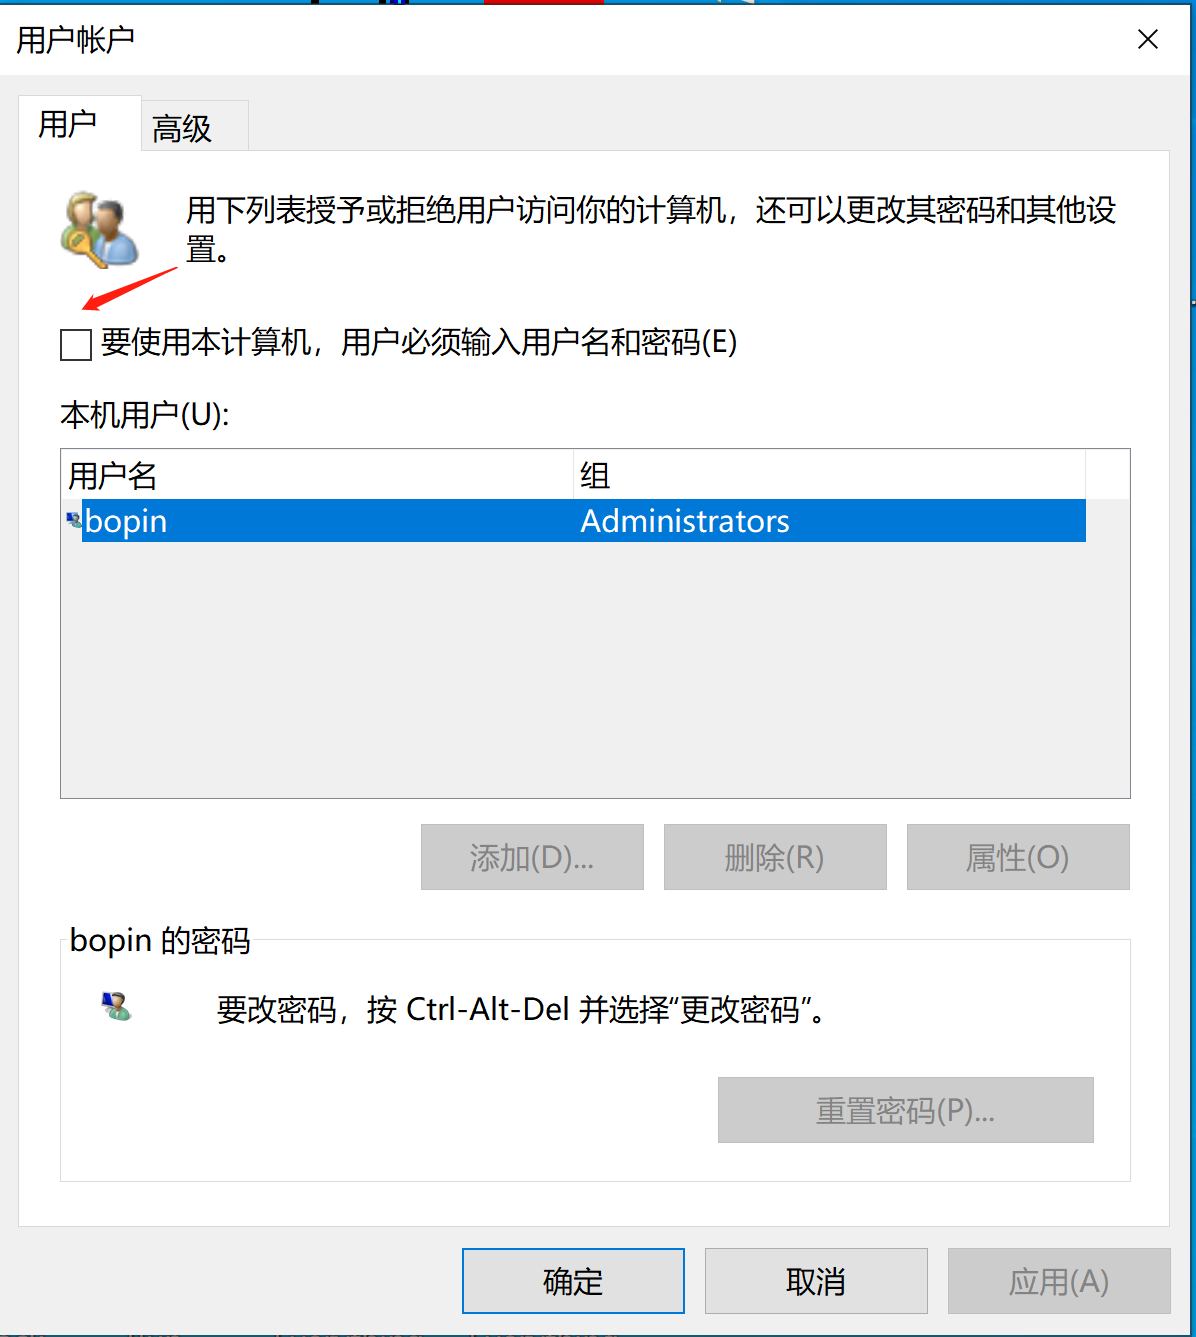 用户帐户
用户
高级
用下列表授予或拒绝用户访问你的计算机，还可以更改其密码和其他设
置。
要使用本计算机，用户必须输入用户名和密码(E)
本机用户(U):
用户名 组
bopin Administrators
添加(D)... 删除(R) 属性(O)
bopin 的密码
要改密码，按 Ctrl-Alt-Del 并选择“更改密码”。
重置密码(P)...
确定 取消 应用(A)